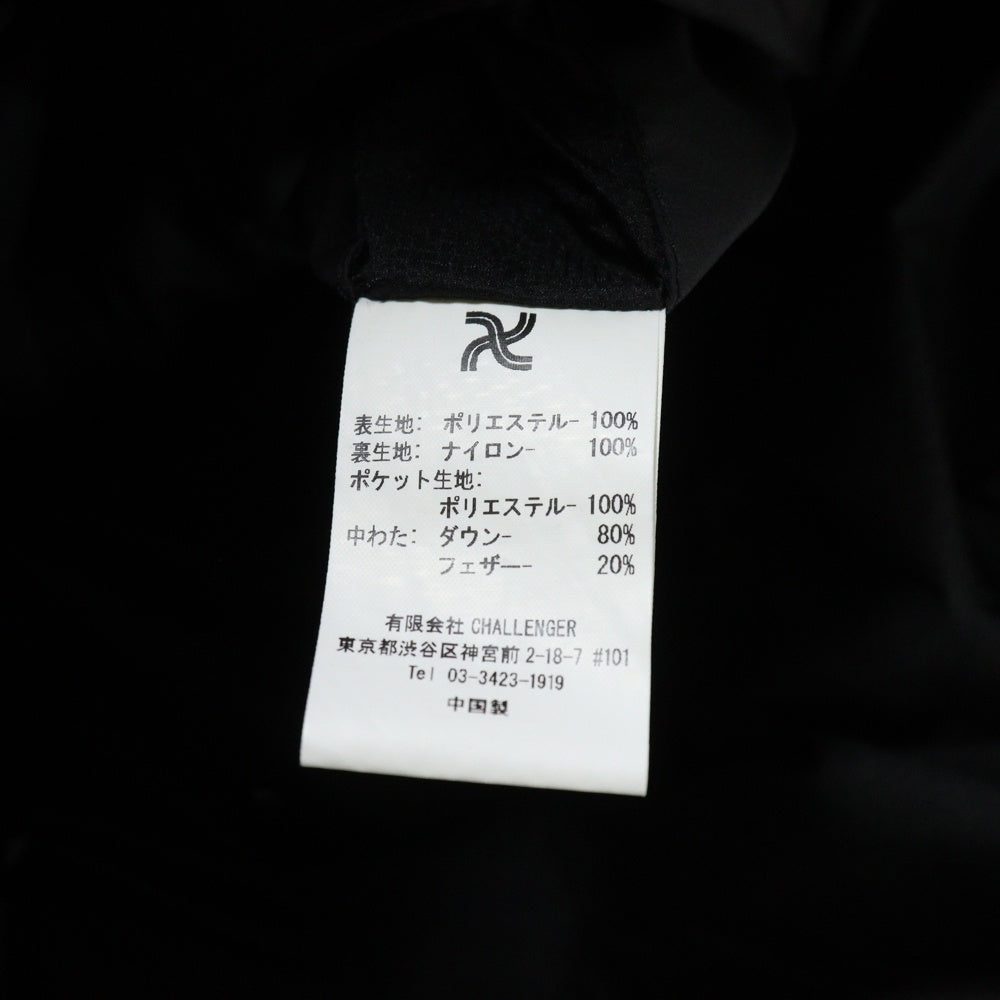 表生地: ポリエステル- 100%
裏生地: ナイロン- 100%
ポケット生地:
ポリエステル- 100%
中わた: ダウン- 80%
フェザー- 20%
有限会社 CHALLENGER
東京都渋谷区神宮前 2-18-7 #101
Tel 03-3423-1919
中国製